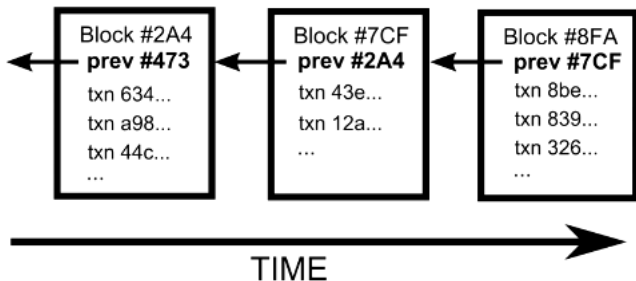 Block #2A4
prev #473
txn 634...
txn a98...
txn 44c...
...
Block #7CF
prev #2A4
txn 43e...
txn 12a...
...
Block #8FA
prev #7CF
txn 8be...
txn 839...
txn 326...
...
TIME